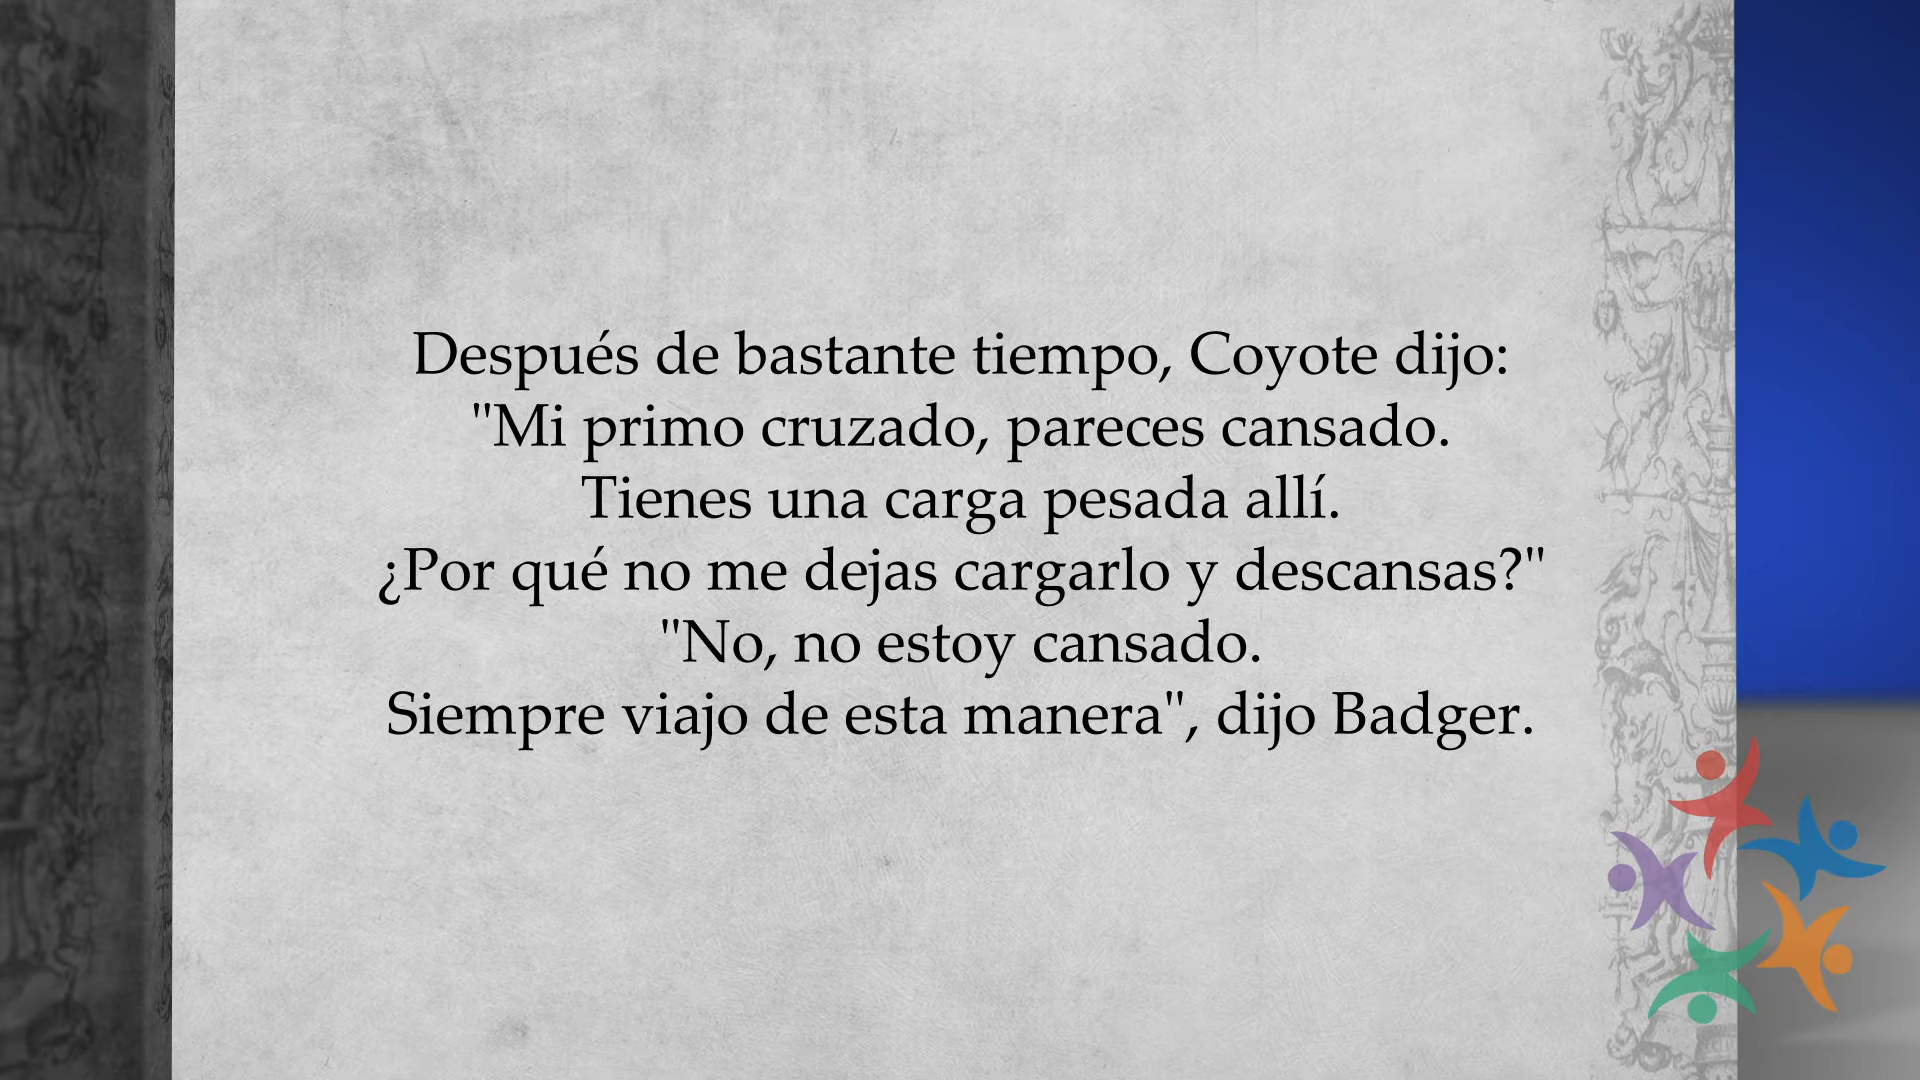 Después de bastante tiempo, Coyote dijo:
"Mi primo cruzado, pareces cansado.
Tienes una carga pesada allí.
¿Por qué no me dejas cargarlo y descansas?"
"No, no estoy cansado.
Siempre viajo de esta manera", dijo Badger.